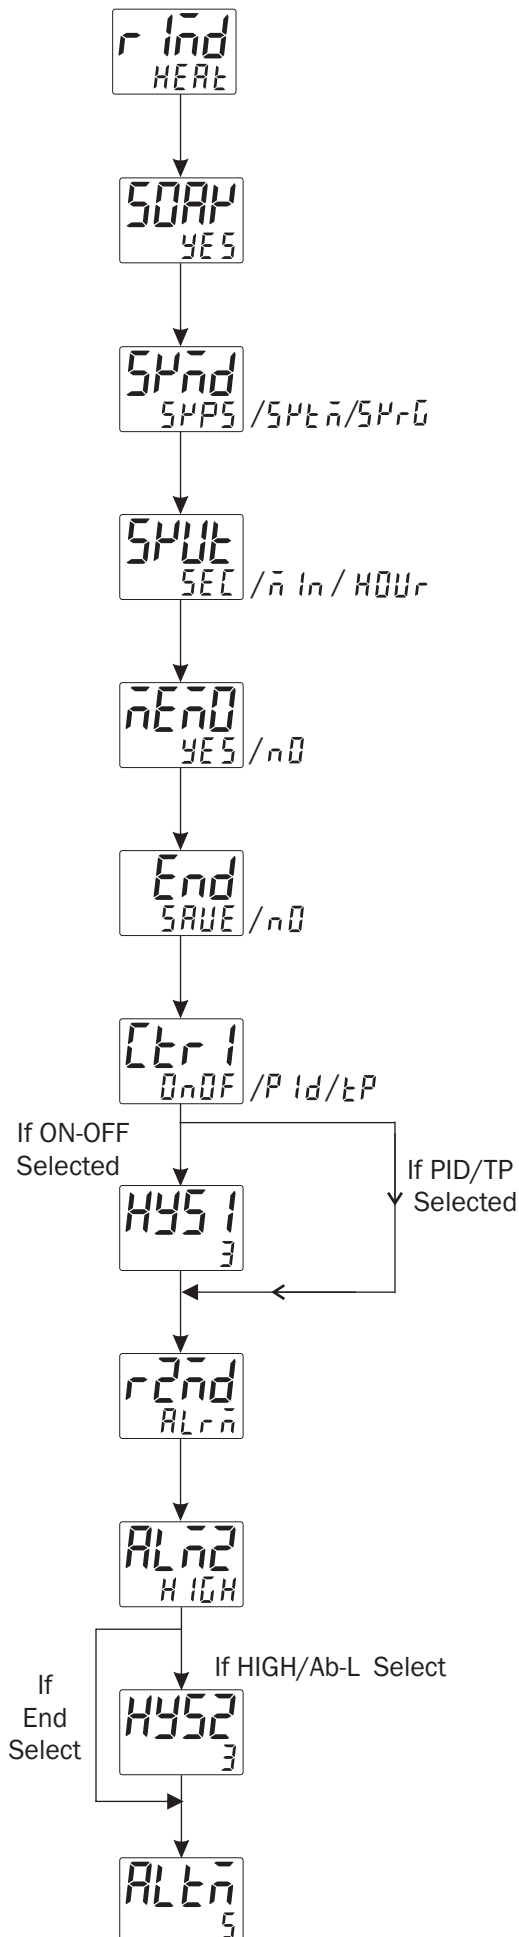 r1md
HEAt
SOAK
YES
SKmd
SKPS /SKtm/SKrG
SKUt
SEC /mIn/ HOUr
mEmO
YES/nO
End
SAVE/nO
Ctr1
OnOF /PId/tP
If ON-OFF
Selected
If PID/TP
Selected
HYS1
3
r2md
ALrm
ALm2
HIGH
If HIGH/Ab-L Select
If
End
Select
HYS2
3
ALtm
5